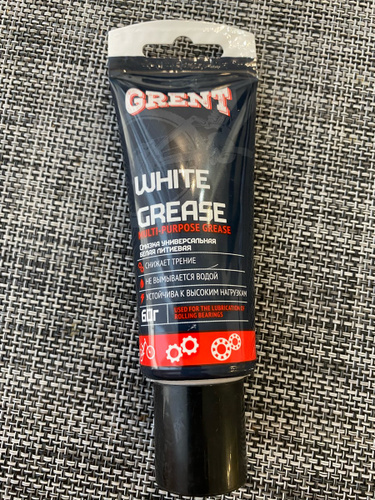 GRENT
WHITE
GREASE
MULTI-PURPOSE GREASE
СМАЗКА УНИВЕРСАЛЬНАЯ
БЕЛАЯ ЛИТИЕВАЯ
СНИЖАЕТ ТРЕНИЕ
НЕ ВЫМЫВАЕТСЯ ВОДОЙ
УСТОЙЧИВА К ВЫСОКИМ НАГРУЗКАМ
60г
USED FOR THE LUBRICATION OF
ROLLING BEARINGS